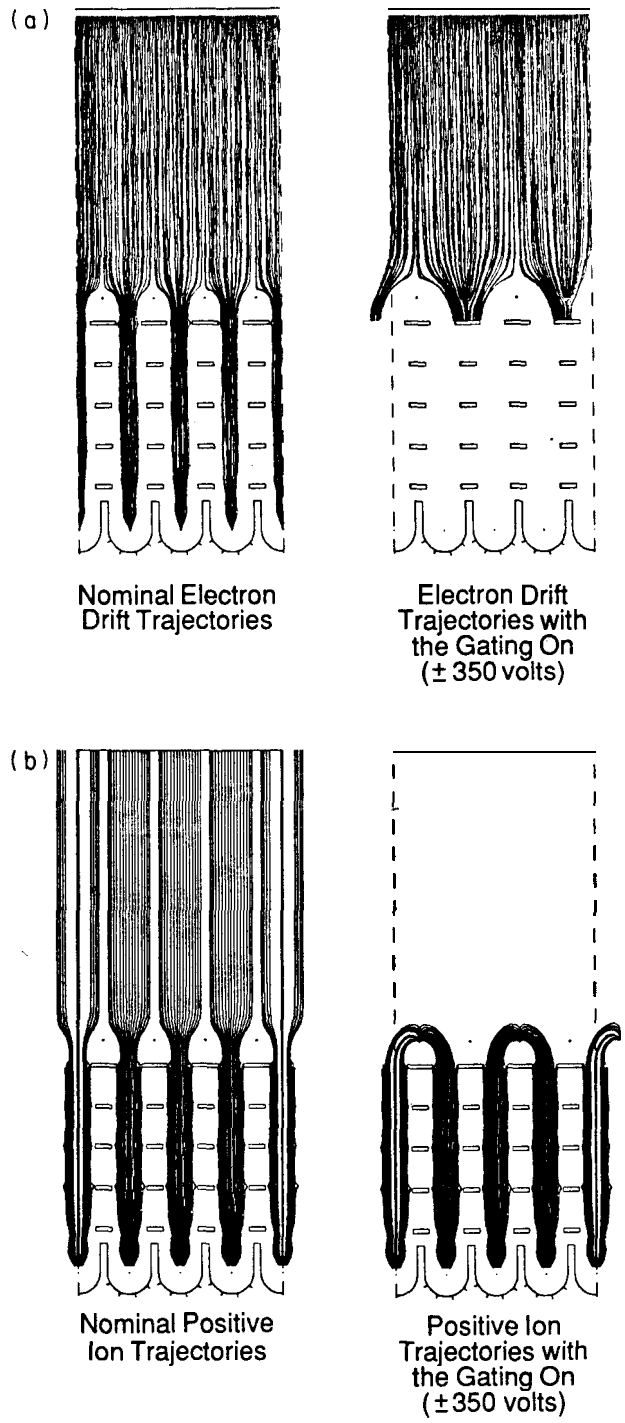 (a)
Nominal Electron
Drift Trajectories
Electron Drift
Trajectories with
the Gating On
(± 350 volts)
(b)
Nominal Positive
Ion Trajectories
Positive Ion
Trajectories with
the Gating On
(±350 volts)